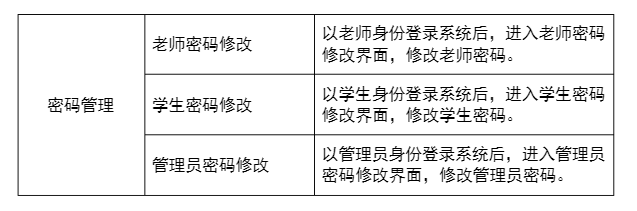 密码管理
老师密码修改
以老师身份登录系统后，进入老师密码
修改界面，修改老师密码。
学生密码修改
以学生身份登录系统后，进入学生密码
修改界面，修改学生密码。
管理员密码修改
以管理员身份登录系统后，进入管理员
密码修改界面，修改管理员密码。